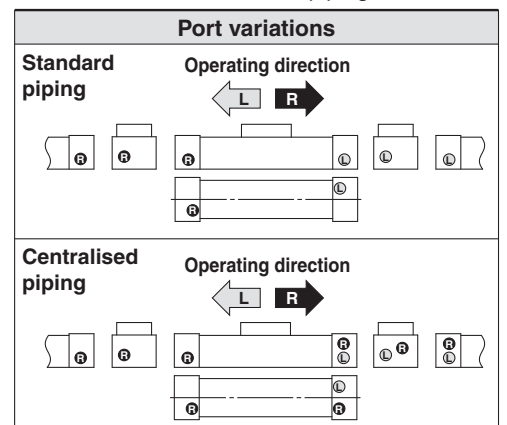 Port variations
Standard
piping
Operating direction
L R
R R R L L L
L
R
Centralised
piping
Operating direction
L R
R R R R L L R R L
L
R R